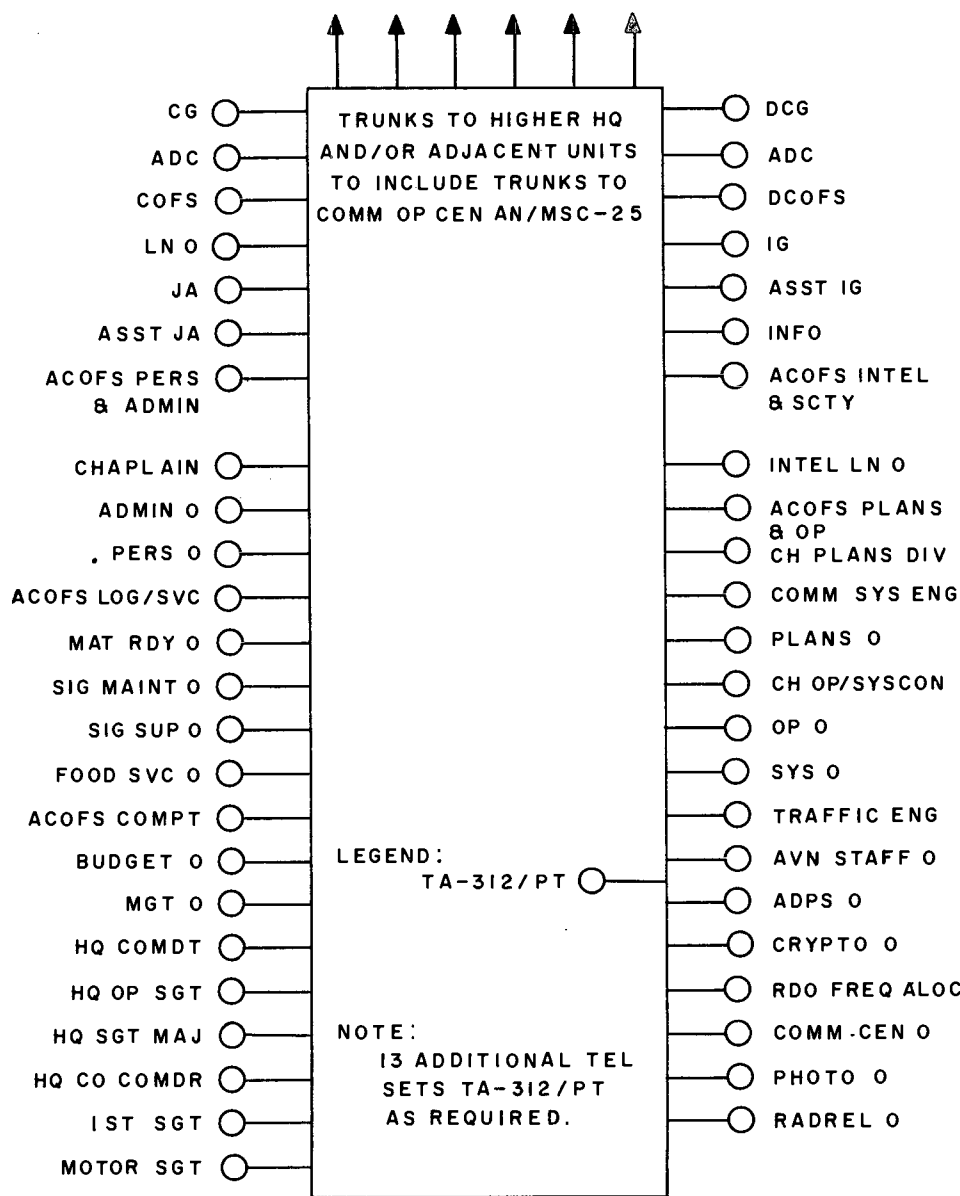 TRUNKS TO HIGHER HQ
AND/OR ADJACENT UNITS
TO INCLUDE TRUNKS TO
COMM OP CEN AN/MSC-25
CG
ADC
COFS
LN O
JA
ASST JA
ACOFS PERS
& ADMIN
CHAPLAIN
ADMIN O
PERS O
ACOFS LOG/SVC
MAT RDY O
SIG MAINT O
SIG SUP O
FOOD SVC O
ACOFS COMPT
BUDGET O
MGT O
HQ COMDT
HQ OP SGT
HQ SGT MAJ
HQ CO COMDR
1ST SGT
MOTOR SGT
LEGEND:
TA-312/PT
NOTE:
13 ADDITIONAL TEL
SETS TA-312/PT
AS REQUIRED.
DCG
ADC
DCOFS
IG
ASST IG
INFO
ACOFS INTEL
& SCTY
INTEL LN O
ACOFS PLANS
& OP
CH PLANS DIV
COMM SYS ENG
PLANS O
CH OP/SYSCON
OP O
SYS O
TRAFFIC ENG
AVN STAFF O
ADPS O
CRYPTO O
RDO FREQ ALOC
COMM-CEN O
PHOTO O
RADREL O